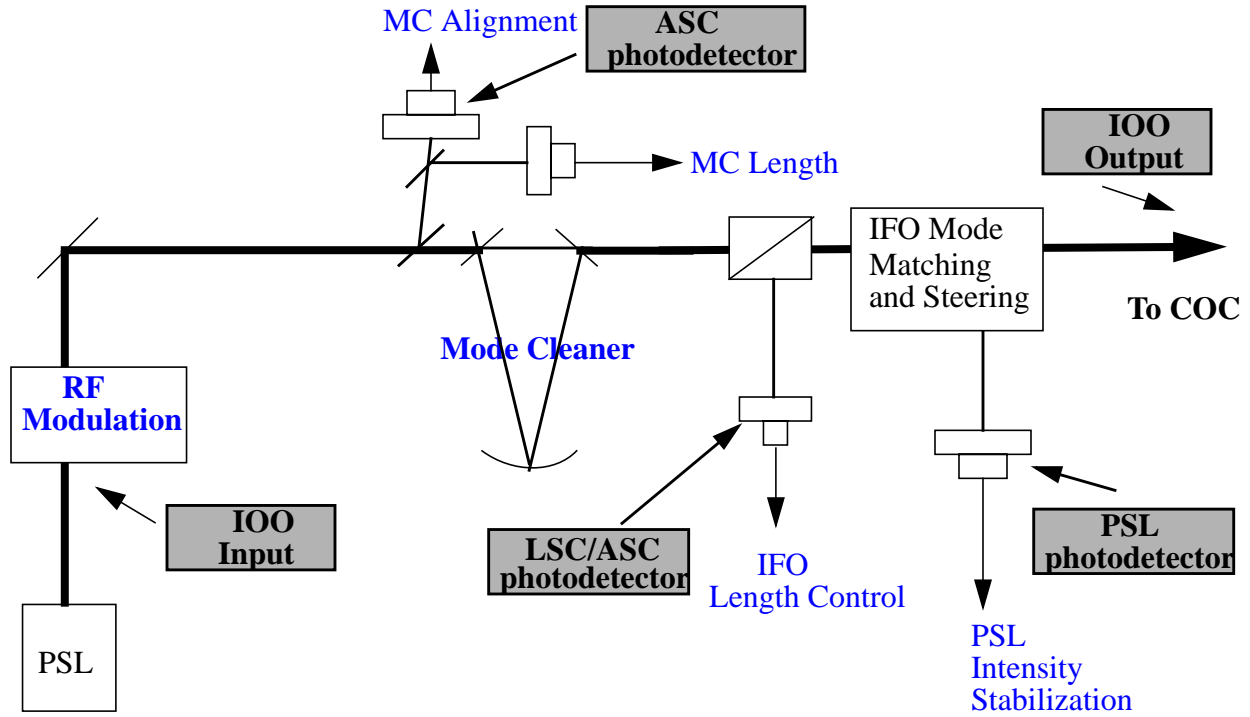 MC Alignment
ASC
photodetector
MC Length
IOO
Output
IFO Mode
Matching
and Steering
To COC
Mode Cleaner
RF
Modulation
IOO
Input
LSC/ASC
photodetector
IFO
Length Control
PSL
photodetector
PSL
PSL
Intensity
Stabilization